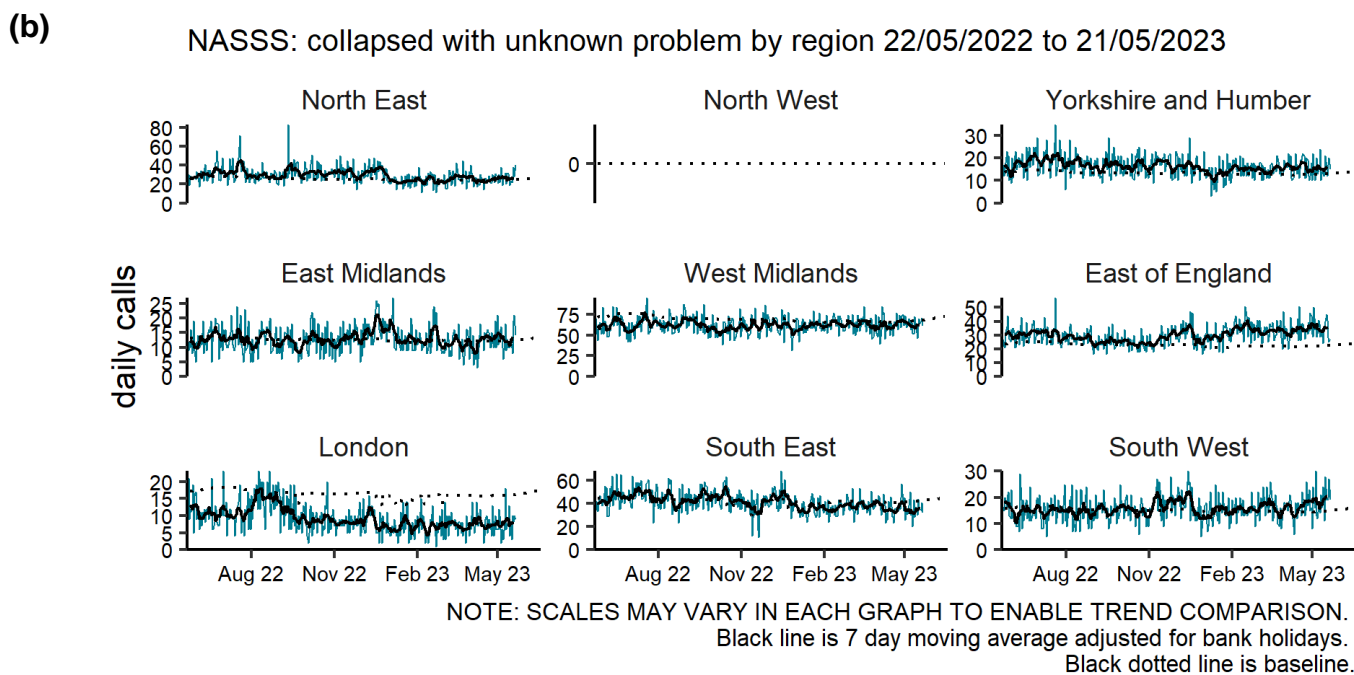 (b)
NASSS: collapsed with unknown problem by region 22/05/2022 to 21/05/2023
North East
North West
Yorkshire and Humber
80
60
40
20
0
0
30
20
10
0
daily calls
East Midlands
West Midlands
East of England
25
20
15
10
5
0
75
50
25
0
50
40
30
20
10
0
London
South East
South West
20
15
10
5
0
60
40
20
0
30
20
10
0
Aug 22 Nov 22 Feb 23 May 23
Aug 22 Nov 22 Feb 23 May 23
Aug 22 Nov 22 Feb 23 May 23
NOTE: SCALES MAY VARY IN EACH GRAPH TO ENABLE TREND COMPARISON.
Black line is 7 day moving average adjusted for bank holidays.
Black dotted line is baseline.